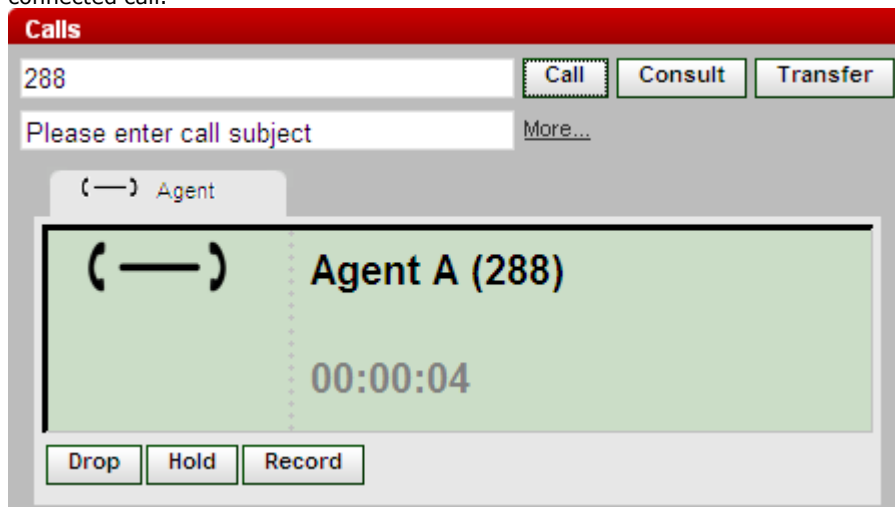 connected call.
Calls
288 Call Consult Transfer
Please enter call subject More...
Agent
Agent A (288)
00:00:04
Drop Hold Record